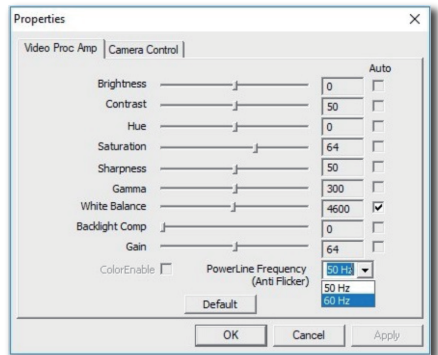 Properties
Video Proc Amp Camera Control
Auto
Brightness 0
Contrast 50
Hue 0
Saturation 64
Sharpness 50
Gamma 300
White Balance 4600
Backlight Comp 0
Gain 64
ColorEnable PowerLine Frequency 50 Hz
(Anti Flicker)
50 Hz
60 Hz
Default
OK Cancel Apply